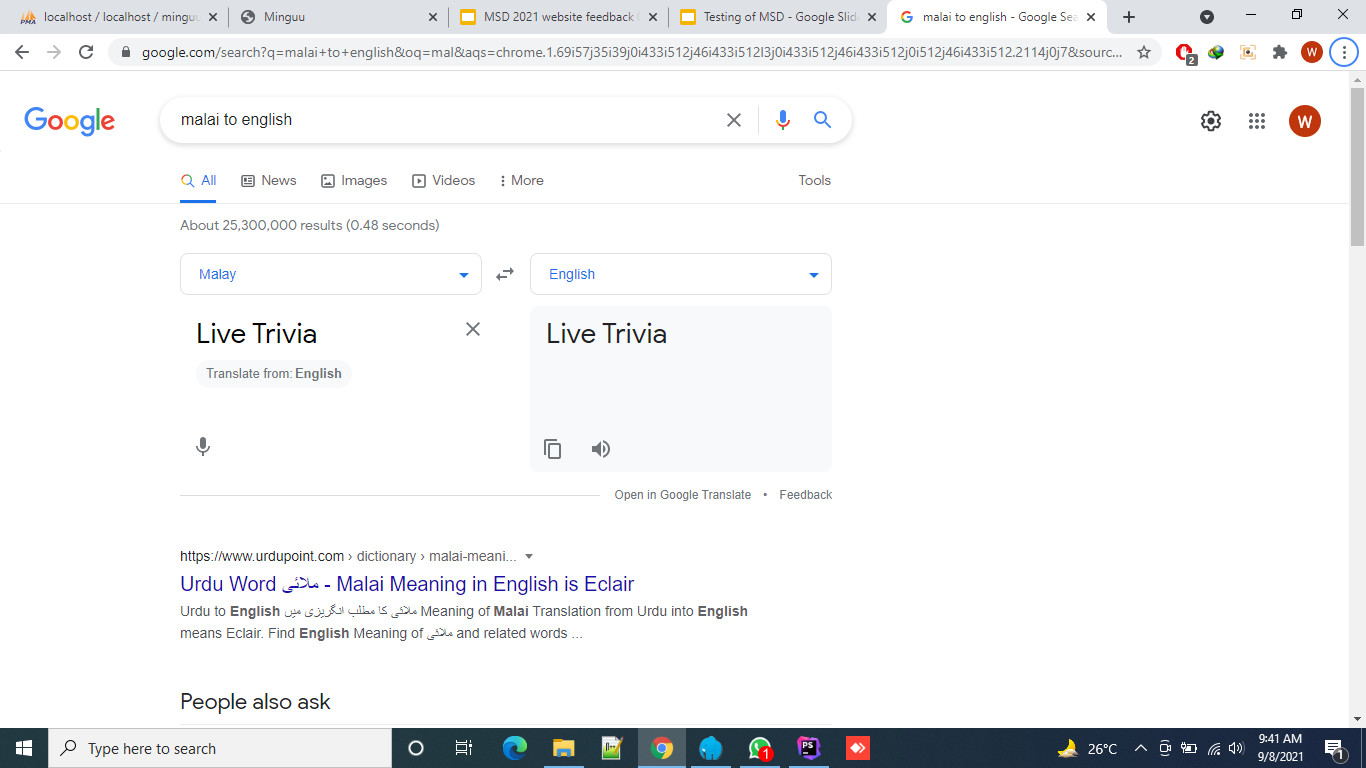 localhost / localhost / mingu
Minguu
MSD 2021 website feedback
Testing of MSD - Google Slid
malai to english - Google Sea
google.com/search?q=malai+to+english&oq=mal&aqs=chrome.1.69i57j35i39j0i433i512j46i433i512l3j0i433i512j46i433i512j0i512j46i433i512.2114j0j7&sourc...
2
W
Google
malai to english
W
All
News
Images
Videos
More
Tools
About 25,300,000 results (0.48 seconds)
Malay
English
Live Trivia
Live Trivia
Translate from: English
Open in Google Translate • Feedback
https://www.urdupoint.com › dictionary › malai-meani...
Urdu Word ملائی - Malai Meaning in English is Eclair
Urdu to English ملائی کا مطلب انگریزی میں Meaning of Malai Translation from Urdu into English
means Eclair. Find English Meaning of ملائی and related words ...
People also ask
Type here to search
1
PS
26°C
9:41 AM
9/8/2021
1